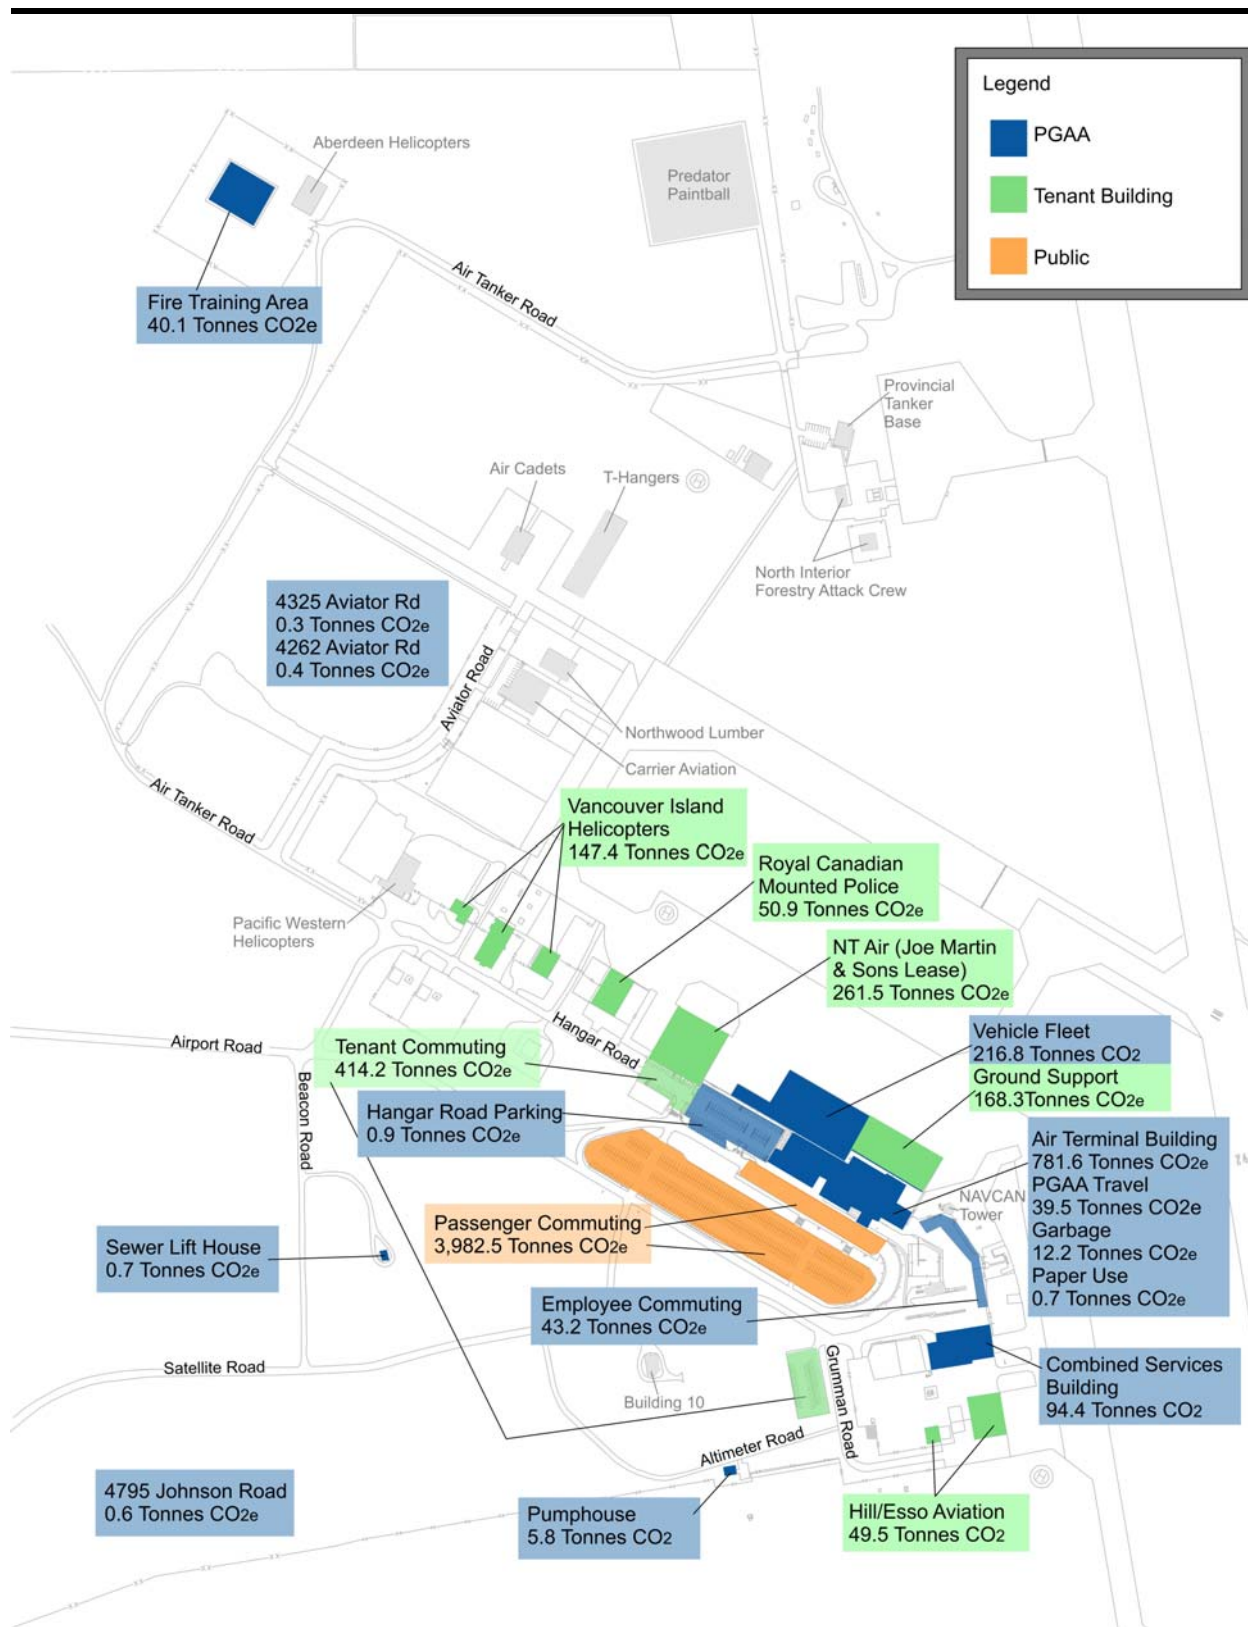 Legend
PGAA
Tenant Building
Public
Aberdeen Helicopters
Predator
Paintball
Air Tanker Road
Fire Training Area
40.1 Tonnes CO2e
Provincial
Tanker
Base
Air Cadets
T-Hangers
North Interior
Forestry Attack Crew
4325 Aviator Rd
0.3 Tonnes CO2e
4262 Aviator Rd
0.4 Tonnes CO2e
Aviator Road
Northwood Lumber
Carrier Aviation
Air Tanker Road
Vancouver Island
Helicopters
147.4 Tonnes CO2e
Royal Canadian
Mounted Police
50.9 Tonnes CO2e
Pacific Western
Helicopters
NT Air (Joe Martin
& Sons Lease)
261.5 Tonnes CO2e
Hangar Road
Airport Road
Beacon Road
Tenant Commuting
414.2 Tonnes CO2e
Vehicle Fleet
216.8 Tonnes CO2
Ground Support
168.3Tonnes CO2e
Hangar Road Parking
0.9 Tonnes CO2e
Air Terminal Building
781.6 Tonnes CO2e
PGAA Travel
39.5 Tonnes CO2e
Garbage
12.2 Tonnes CO2e
Paper Use
0.7 Tonnes CO2e
NAVCAN
Tower
Passenger Commuting
3,982.5 Tonnes CO2e
Sewer Lift House
0.7 Tonnes CO2e
Employee Commuting
43.2 Tonnes CO2e
Satellite Road
Building 10
Grumman Road
Combined Services
Building
94.4 Tonnes CO2
Altimeter Road
4795 Johnson Road
0.6 Tonnes CO2e
Pumphouse
5.8 Tonnes CO2
Hill/Esso Aviation
49.5 Tonnes CO2